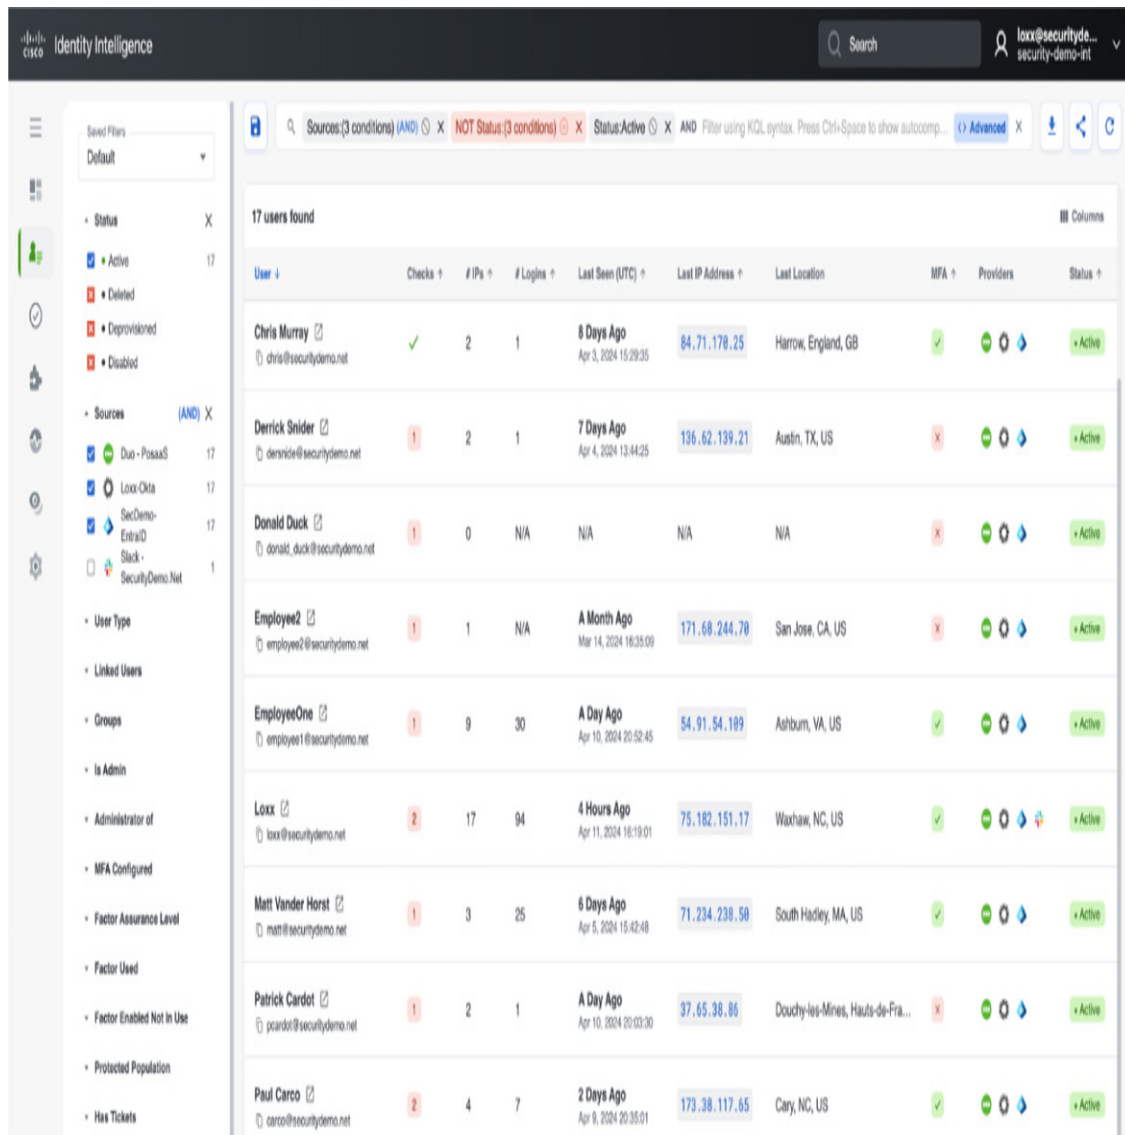 CISCO Identity Intelligence
Search
loxx@securityde...
security-demo-int
Saved Filters
Default
Status X
Active 17
Deleted
Deprovisioned
Disabled
Sources (AND) X
Duo - PosaaS 17
Loxx-Okta 17
SecDemo-
EntraID 17
Slack -
SecurityDemo.Net 1
User Type
Linked Users
Groups
Is Admin
Administrator of
MFA Configured
Factor Assurance Level
Factor Used
Factor Enabled Not in Use
Protected Population
Has Tickets
Sources:(3 conditions) (AND) X NOT Status:(3 conditions) X Status:Active X AND Filter using KQL syntax. Press Ctrl+Space to show autocomp... <> Advanced X
17 users found
Columns
User ↓ Checks ↑ # IPs ↑ # Logins ↑ Last Seen (UTC) ↑ Last IP Address ↑ Last Location MFA ↑ Providers Status ↑
Chris Murray 2 1 8 Days Ago 84.71.178.25 Harrow, England, GB Active
chris@securitydemo.net Apr 3, 2024 15:29:35
Derrick Snider 1 2 1 7 Days Ago 136.62.139.21 Austin, TX, US Active
dersnide@securitydemo.net Apr 4, 2024 13:44:25
Donald Duck 1 0 N/A N/A N/A N/A Active
donald_duck@securitydemo.net
Employee2 1 1 N/A A Month Ago 171.68.244.70 San Jose, CA, US Active
employee2@securitydemo.net Mar 14, 2024 16:35:09
EmployeeOne 1 9 30 A Day Ago 54.91.54.109 Ashburn, VA, US Active
employee1@securitydemo.net Apr 10, 2024 20:52:45
Loxx 2 17 94 4 Hours Ago 75.182.151.17 Waxhaw, NC, US Active
loxx@securitydemo.net Apr 11, 2024 16:19:01
Matt Vander Horst 1 3 25 6 Days Ago 71.234.238.50 South Hadley, MA, US Active
matt@securitydemo.net Apr 5, 2024 15:42:48
Patrick Cardot 1 2 1 A Day Ago 37.65.38.86 Douchy-les-Mines, Hauts-de-Fra... Active
pcardot@securitydemo.net Apr 10, 2024 20:03:30
Paul Carco 2 4 7 2 Days Ago 173.38.117.65 Cary, NC, US Active
carco@securitydemo.net Apr 9, 2024 20:35:01